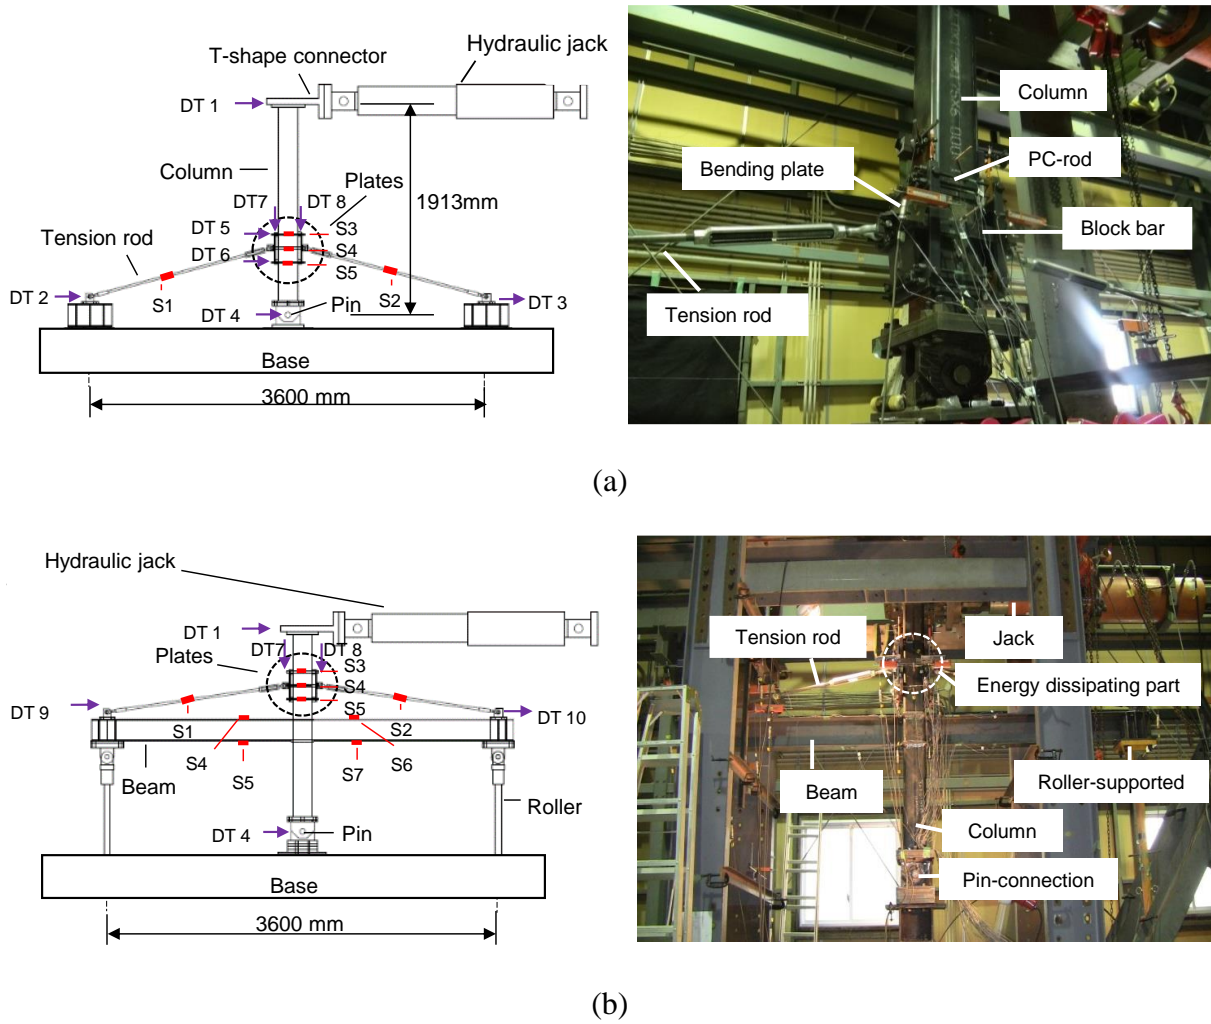 Hydraulic jack
T-shape connector
DT 1
Column
Plates
DT7
DT 8
1913mm
DT 5
S3
Tension rod
DT 6
S4
S5
DT 2
S1
S2
DT 3
DT 4
Pin
Base
3600 mm
Column
PC-rod
Bending plate
Block bar
Tension rod
(a)
Hydraulic jack
DT 1
DT7
DT 8
Plates
S3
S4
S5
DT 9
S1
S2
DT 10
S4
S5
S7
S6
Beam
Roller
DT 4
Pin
Base
3600 mm
Tension rod
Jack
Energy dissipating part
Beam
Roller-supported
Column
Pin-connection
(b)